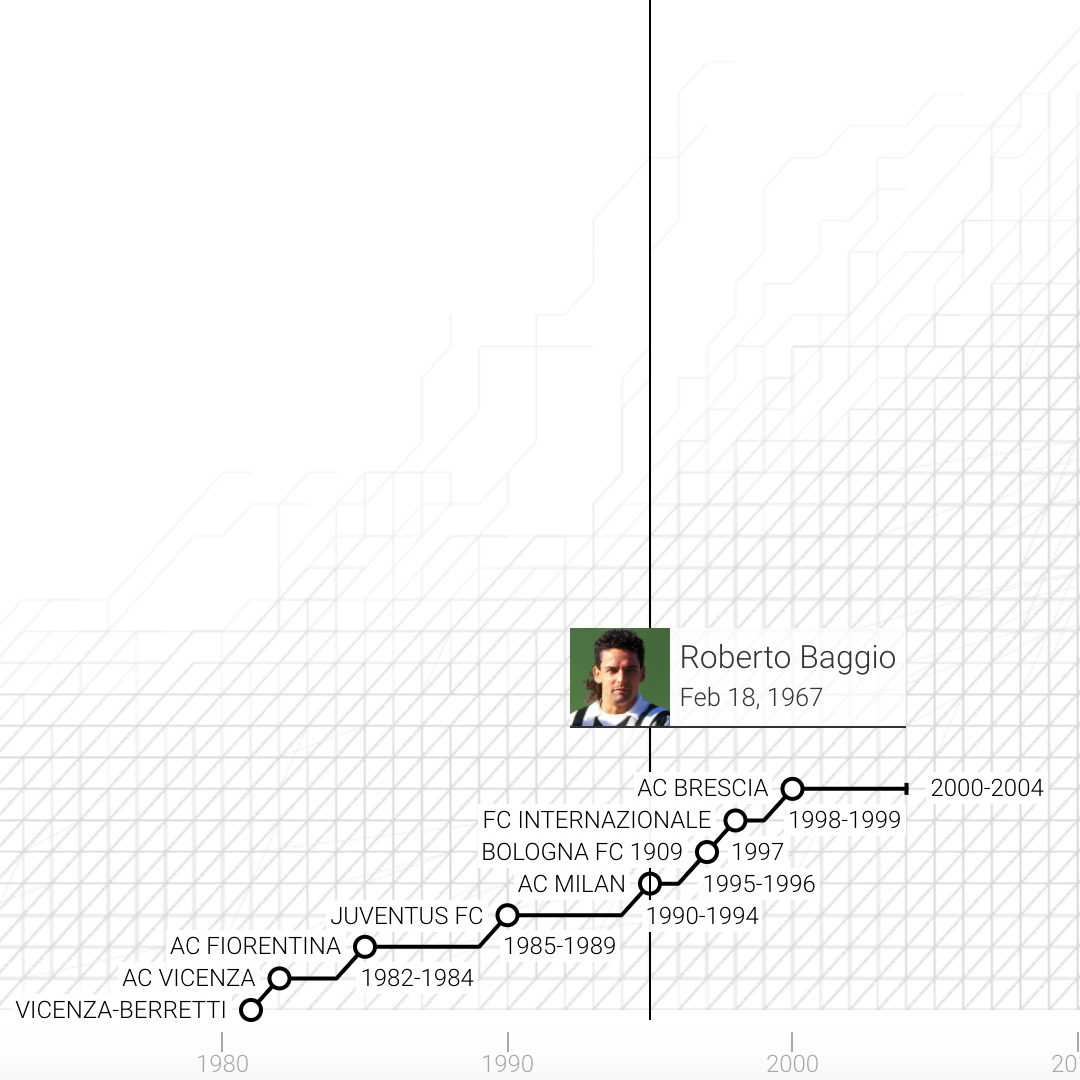 Roberto Baggio
Feb 18, 1967
AC BRESCIA 2000-2004
FC INTERNAZIONALE 1998-1999
BOLOGNA FC 1909 1997
AC MILAN 1995-1996
JUVENTUS FC 1990-1994
AC FIORENTINA 1985-1989
AC VICENZA 1982-1984
VICENZA-BERRETTI
1980 1990 2000 20